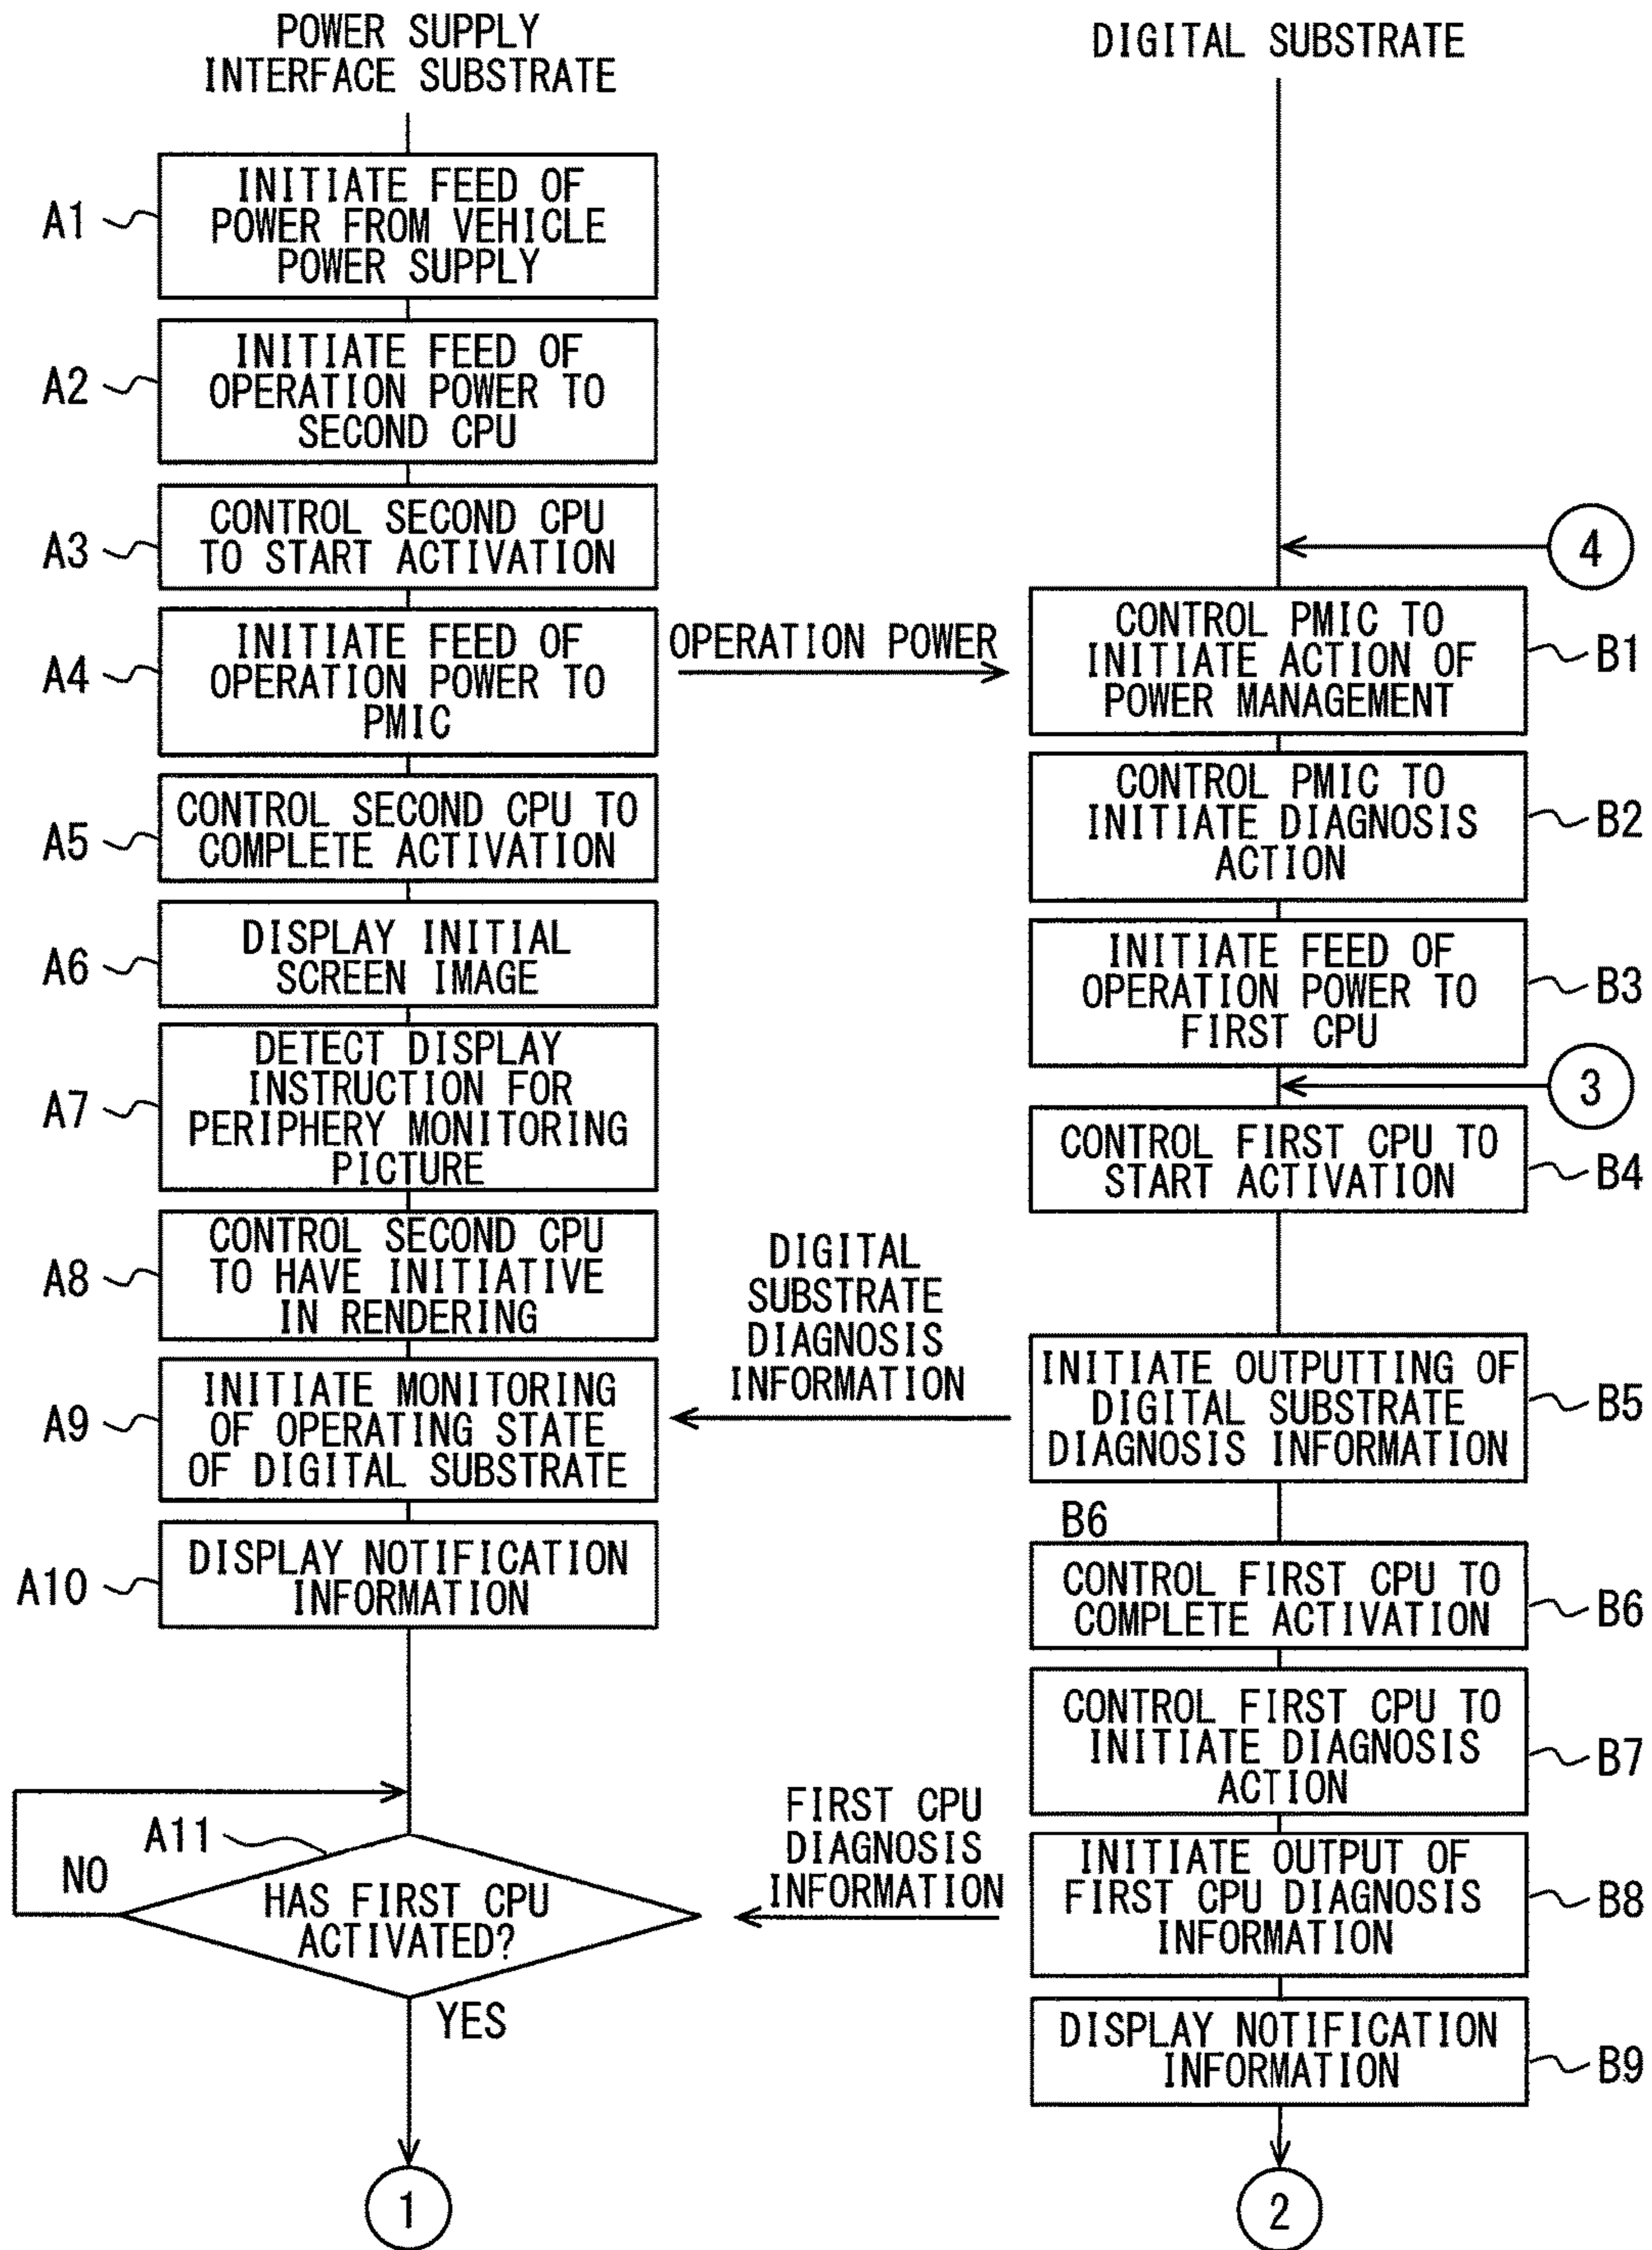 POWER SUPPLY
INTERFACE SUBSTRATE
A1
INITIATE FEED OF
POWER FROM VEHICLE
POWER SUPPLY
A2
INITIATE FEED OF
OPERATION POWER TO
SECOND CPU
A3
CONTROL SECOND CPU
TO START ACTIVATION
A4
INITIATE FEED OF
OPERATION POWER TO
PMIC
OPERATION POWER
A5
CONTROL SECOND CPU TO
COMPLETE ACTIVATION
A6
DISPLAY INITIAL
SCREEN IMAGE
A7
DETECT DISPLAY
INSTRUCTION FOR
PERIPHERY MONITORING
PICTURE
A8
CONTROL SECOND CPU
TO HAVE INITIATIVE
IN RENDERING
A9
INITIATE MONITORING
OF OPERATING STATE
OF DIGITAL SUBSTRATE
A10
DISPLAY NOTIFICATION
INFORMATION
A11
NO
HAS FIRST CPU
ACTIVATED?
YES
1
DIGITAL SUBSTRATE
4
CONTROL PMIC TO
INITIATE ACTION OF
POWER MANAGEMENT
B1
CONTROL PMIC TO
INITIATE DIAGNOSIS
ACTION
B2
INITIATE FEED OF
OPERATION POWER TO
FIRST CPU
B3
3
CONTROL FIRST CPU TO
START ACTIVATION
B4
DIGITAL
SUBSTRATE
DIAGNOSIS
INFORMATION
INITIATE OUTPUTTING OF
DIGITAL SUBSTRATE
DIAGNOSIS INFORMATION
B5
B6
CONTROL FIRST CPU TO
COMPLETE ACTIVATION
B6
CONTROL FIRST CPU TO
INITIATE DIAGNOSIS
ACTION
B7
FIRST CPU
DIAGNOSIS
INFORMATION
INITIATE OUTPUT OF
FIRST CPU DIAGNOSIS
INFORMATION
B8
DISPLAY NOTIFICATION
INFORMATION
B9
2